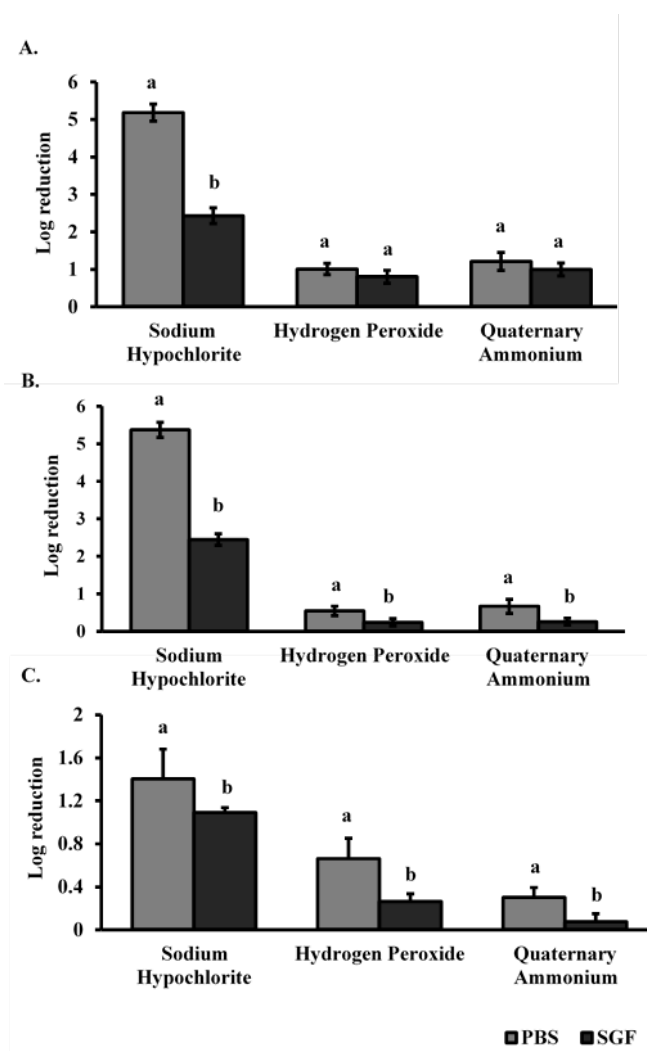 A.
Log reduction
6
5
4
3
2
1
0
a
b
a
a
a
a
Sodium
Hypochlorite
Hydrogen Peroxide
Quaternary
Ammonium
B.
Log reduction
6
5
4
3
2
1
0
a
b
a
b
a
b
Sodium
Hypochlorite
Hydrogen Peroxide
Quaternary
Ammonium
C.
Log reduction
2
1.6
1.2
0.8
0.4
0
a
b
a
b
a
b
Sodium
Hypochlorite
Hydrogen Peroxide
Quaternary
Ammonium
PBS SGF